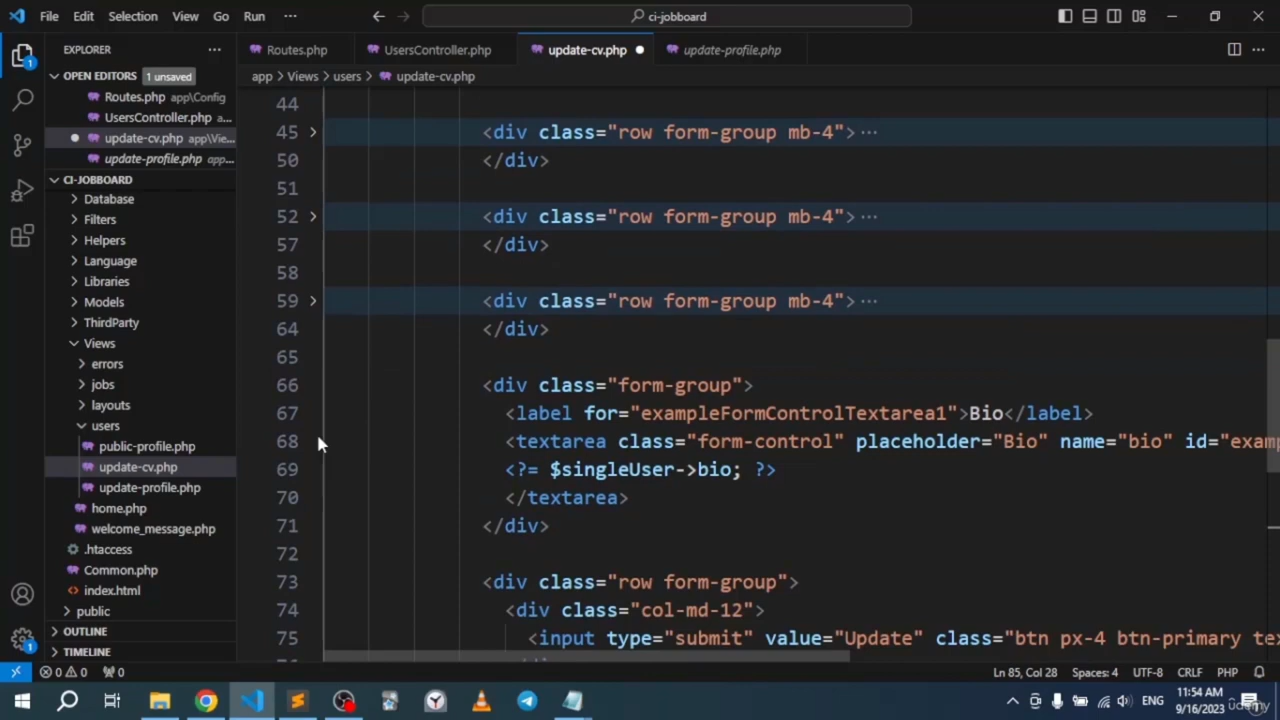 File Edit Selection View Go Run ··· ci-jobboard
EXPLORER ···
Routes.php UsersController.php update-cv.php update-profile.php
OPEN EDITORS 1 unsaved
Routes.php app\Config
UsersController.php a...
update-cv.php app\Vie...
update-profile.php app...
CI-JOBBOARD
Database
Filters
Helpers
Language
Libraries
Models
ThirdParty
Views
errors
jobs
layouts
users
public-profile.php
update-cv.php
update-profile.php
home.php
welcome_message.php
.htaccess
Common.php
index.html
public
OUTLINE
TIMELINE
app > Views > users > update-cv.php
44
45 <div class="row form-group mb-4"> ···
50 </div>
51
52 <div class="row form-group mb-4"> ···
57 </div>
58
59 <div class="row form-group mb-4"> ···
64 </div>
65
66 <div class="form-group">
67 <label for="exampleFormControlTextarea1">Bio</label>
68 <textarea class="form-control" placeholder="Bio" name="bio" id="exam
69 <?= $singleUser->bio; ?>
70 </textarea>
71 </div>
72
73 <div class="row form-group">
74 <div class="col-md-12">
75 <input type="submit" value="Update" class="btn px-4 btn-primary te
0 0 0 Ln 85, Col 28 Spaces: 4 UTF-8 CRLF PHP
ENG 11:54 AM
9/16/2023
udemy
1
1